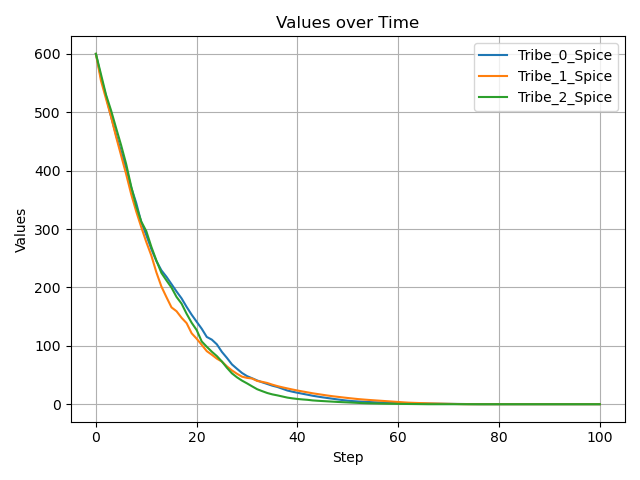 Values over Time
Tribe_0_Spice
Tribe_1_Spice
Tribe_2_Spice
Values
600
500
400
300
200
100
0
0 20 40 60 80 100
Step